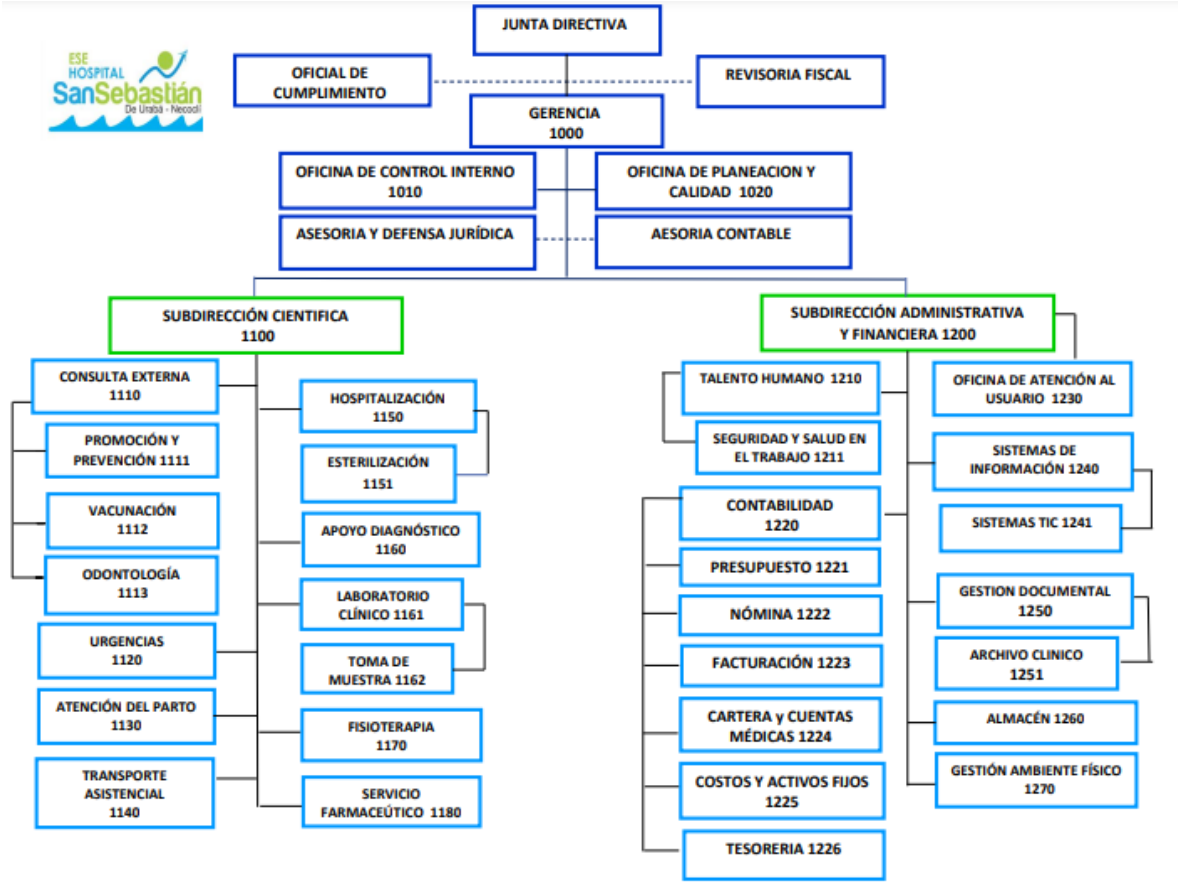 JUNTA DIRECTIVA
ESE
HOSPITAL
SanSebastián
De Urabá - Necoclí
OFICIAL DE
CUMPLIMIENTO
REVISORIA FISCAL
GERENCIA
1000
OFICINA DE CONTROL INTERNO
1010
OFICINA DE PLANEACION Y
CALIDAD 1020
ASESORIA Y DEFENSA JURÍDICA
AESORIA CONTABLE
SUBDIRECCIÓN CIENTIFICA
1100
CONSULTA EXTERNA
1110
PROMOCIÓN Y
PREVENCIÓN 1111
VACUNACIÓN
1112
ODONTOLOGÍA
1113
URGENCIAS
1120
ATENCIÓN DEL PARTO
1130
TRANSPORTE
ASISTENCIAL
1140
HOSPITALIZACIÓN
1150
ESTERILIZACIÓN
1151
APOYO DIAGNÓSTICO
1160
LABORATORIO
CLÍNICO 1161
TOMA DE
MUESTRA 1162
FISIOTERAPIA
1170
SERVICIO
FARMACEÚTICO 1180
SUBDIRECCIÓN ADMINISTRATIVA
Y FINANCIERA 1200
TALENTO HUMANO 1210
SEGURIDAD Y SALUD EN
EL TRABAJO 1211
CONTABILIDAD
1220
PRESUPUESTO 1221
NÓMINA 1222
FACTURACIÓN 1223
CARTERA y CUENTAS
MÉDICAS 1224
COSTOS Y ACTIVOS FIJOS
1225
TESORERIA 1226
OFICINA DE ATENCIÓN AL
USUARIO 1230
SISTEMAS DE
INFORMACIÓN 1240
SISTEMAS TIC 1241
GESTION DOCUMENTAL
1250
ARCHIVO CLINICO
1251
ALMACÉN 1260
GESTIÓN AMBIENTE FÍSICO
1270